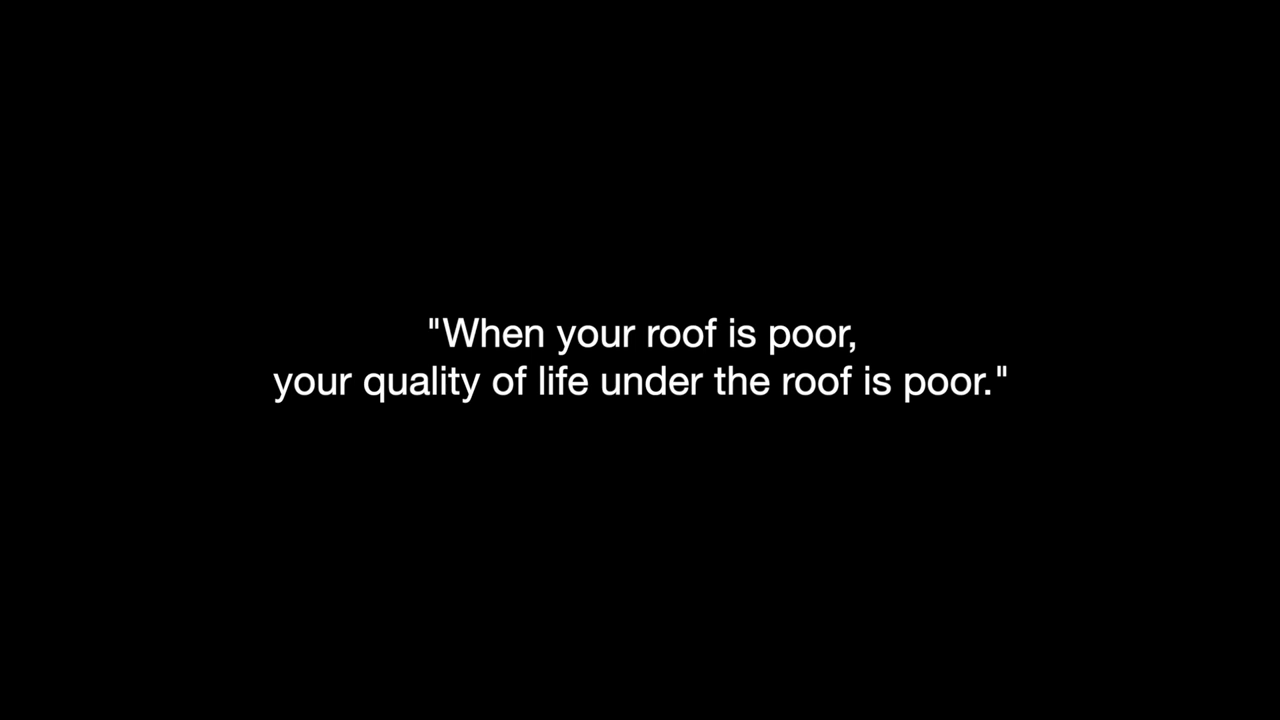 "When your roof is poor,
your quality of life under the roof is poor."